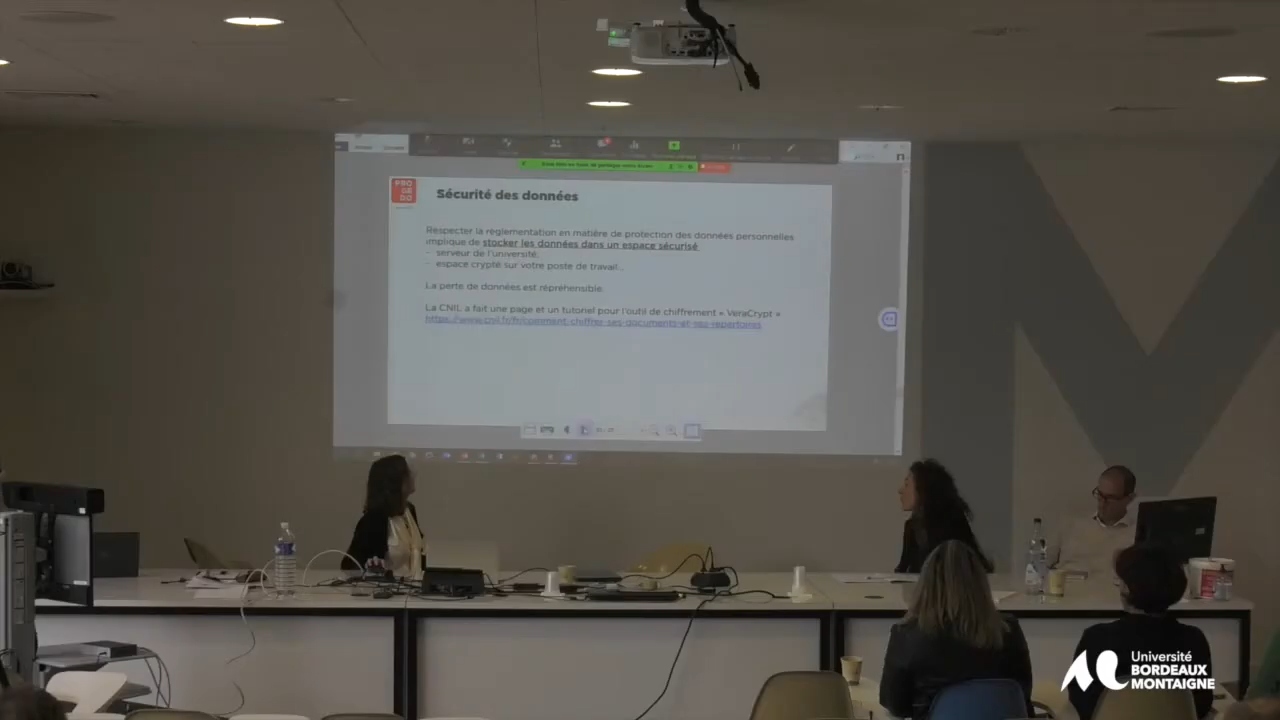 PRO
GE
DO
Sécurité des données
Respecter la réglementation en matière de protection des données personnelles
implique de stocker les données dans un espace sécurisé
- serveur de l'université,
- espace crypté sur votre poste de travail...
La perte de données est répréhensible.
La CNIL a fait une page et un tutoriel pour l'outil de chiffrement « VeraCrypt »
https://www.cnil.fr/fr/comment-chiffrer-ses-documents-et-ses-repertoires
Université
BORDEAUX
MONTAIGNE